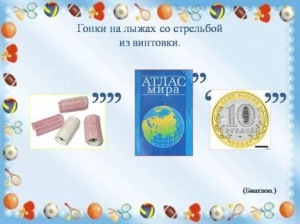 Гонки на лыжах со стрельбой
из винтовки.
АТЛАС
мира
,,,,
,,
‘
,,,
10
РУБЛЕЙ
(Биатлон.)